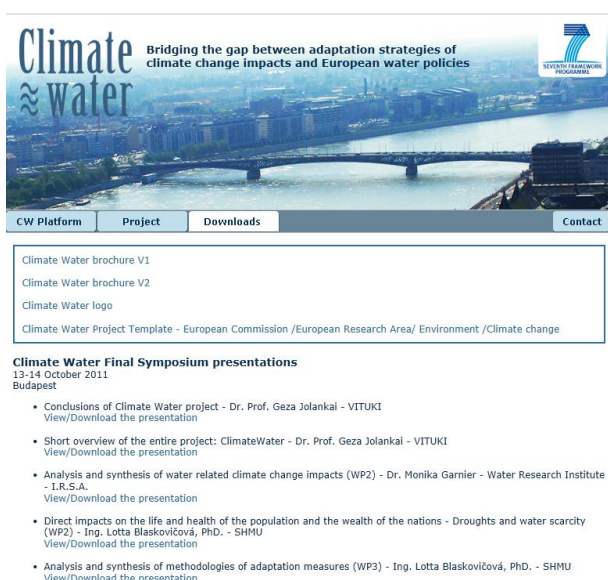 Climate
≈ water
Bridging the gap between adaptation strategies of
climate change impacts and European water policies
7
SEVENTH FRAMEWORK
PROGRAMME
CW Platform
Project
Downloads
Contact
Climate Water brochure V1
Climate Water brochure V2
Climate Water logo
Climate Water Project Template - European Commission /European Research Area/ Environment /Climate change
Climate Water Final Symposium presentations
13-14 October 2011
Budapest
• Conclusions of Climate Water project - Dr. Prof. Geza Jolankai - VITUKI
View/Download the presentation
• Short overview of the entire project: ClimateWater - Dr. Prof. Geza Jolankai - VITUKI
View/Download the presentation
• Analysis and synthesis of water related climate change impacts (WP2) - Dr. Monika Garnier - Water Research Institute
- I.R.S.A.
View/Download the presentation
• Direct impacts on the life and health of the population and the wealth of the nations - Droughts and water scarcity
(WP2) - Ing. Lotta Blaskovičová, PhD. - SHMU
View/Download the presentation
• Analysis and synthesis of methodologies of adaptation measures (WP3) - Ing. Lotta Blaskovičová, PhD. - SHMU
View/Download the presentation